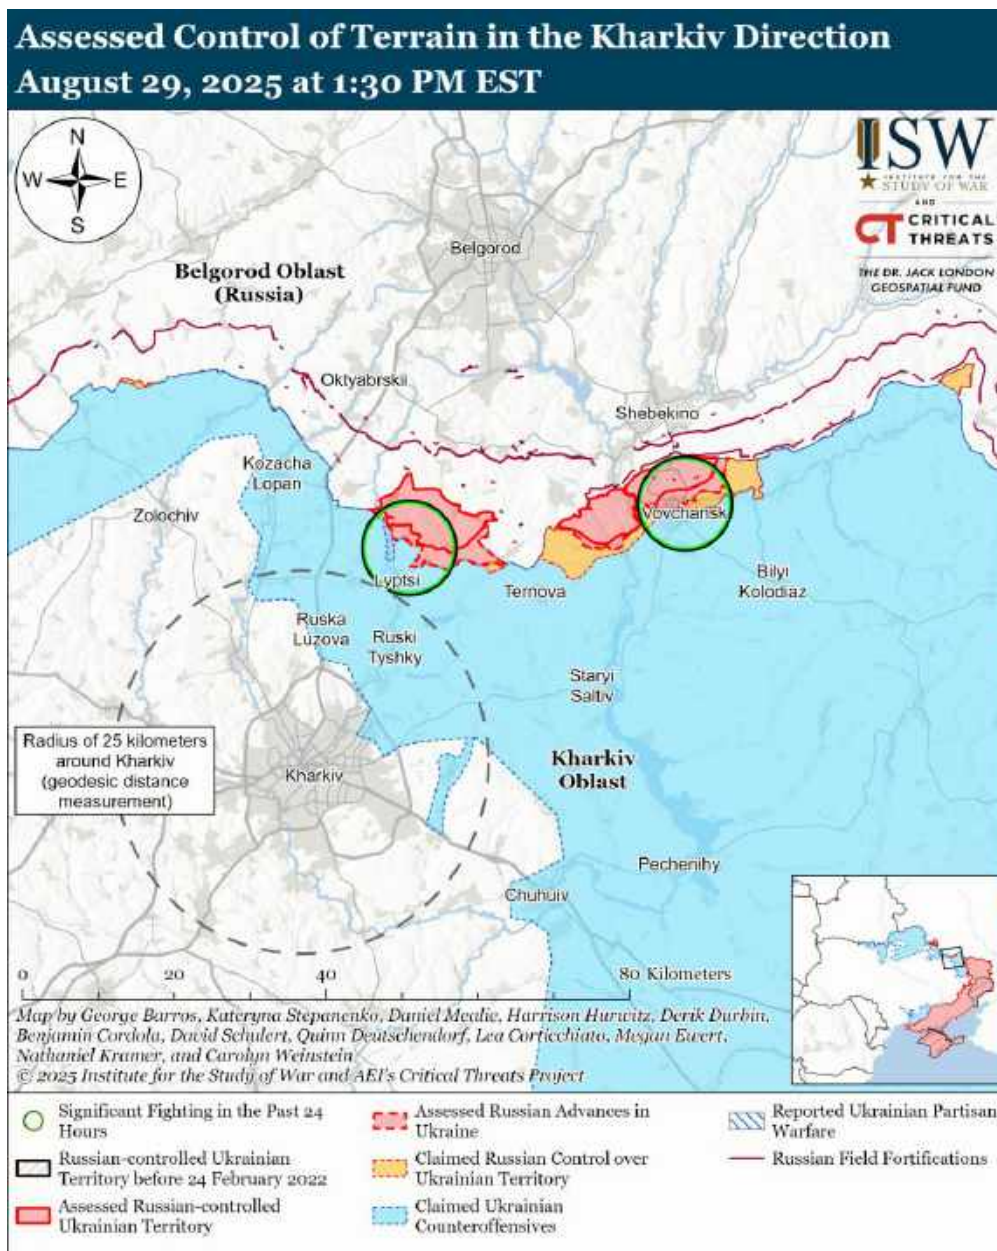 Assessed Control of Terrain in the Kharkiv Direction
August 29, 2025 at 1:30 PM EST
N
W
E
S
ISW
INSTITUTE FOR THE
STUDY OF WAR
AND
CT CRITICAL
THREATS
THE DR. JACK LONDON
GEOSPATIAL FUND
Belgorod
Belgorod Oblast
(Russia)
Oktyabrskii
Shebekino
Kozacha
Lopan
Zolochiv
Vovchansk
Lyptsi
Ternova
Bilyi
Kolodiaz
Ruska
Luzova
Ruski
Tyshky
Staryi
Saltiv
Radius of 25 kilometers
around Kharkiv
(geodesic distance
measurement)
Kharkiv
Kharkiv
Oblast
Pechenihy
Chuhuiv
0
20
40
80 Kilometers
Map by George Barros, Kateryna Stepanenko, Daniel Mealie, Harrison Hurwitz, Derik Durbin,
Benjamin Cordola, David Schulert, Quinn Deutschendorf, Lea Corticchiato, Megan Ewert,
Nathaniel Kramer, and Carolyn Weinstein
© 2025 Institute for the Study of War and AEI's Critical Threats Project
Significant Fighting in the Past 24
Hours
Russian-controlled Ukrainian
Territory before 24 February 2022
Assessed Russian-controlled
Ukrainian Territory
Assessed Russian Advances in
Ukraine
Claimed Russian Control over
Ukrainian Territory
Claimed Ukrainian
Counteroffensives
Reported Ukrainian Partisan
Warfare
Russian Field Fortifications